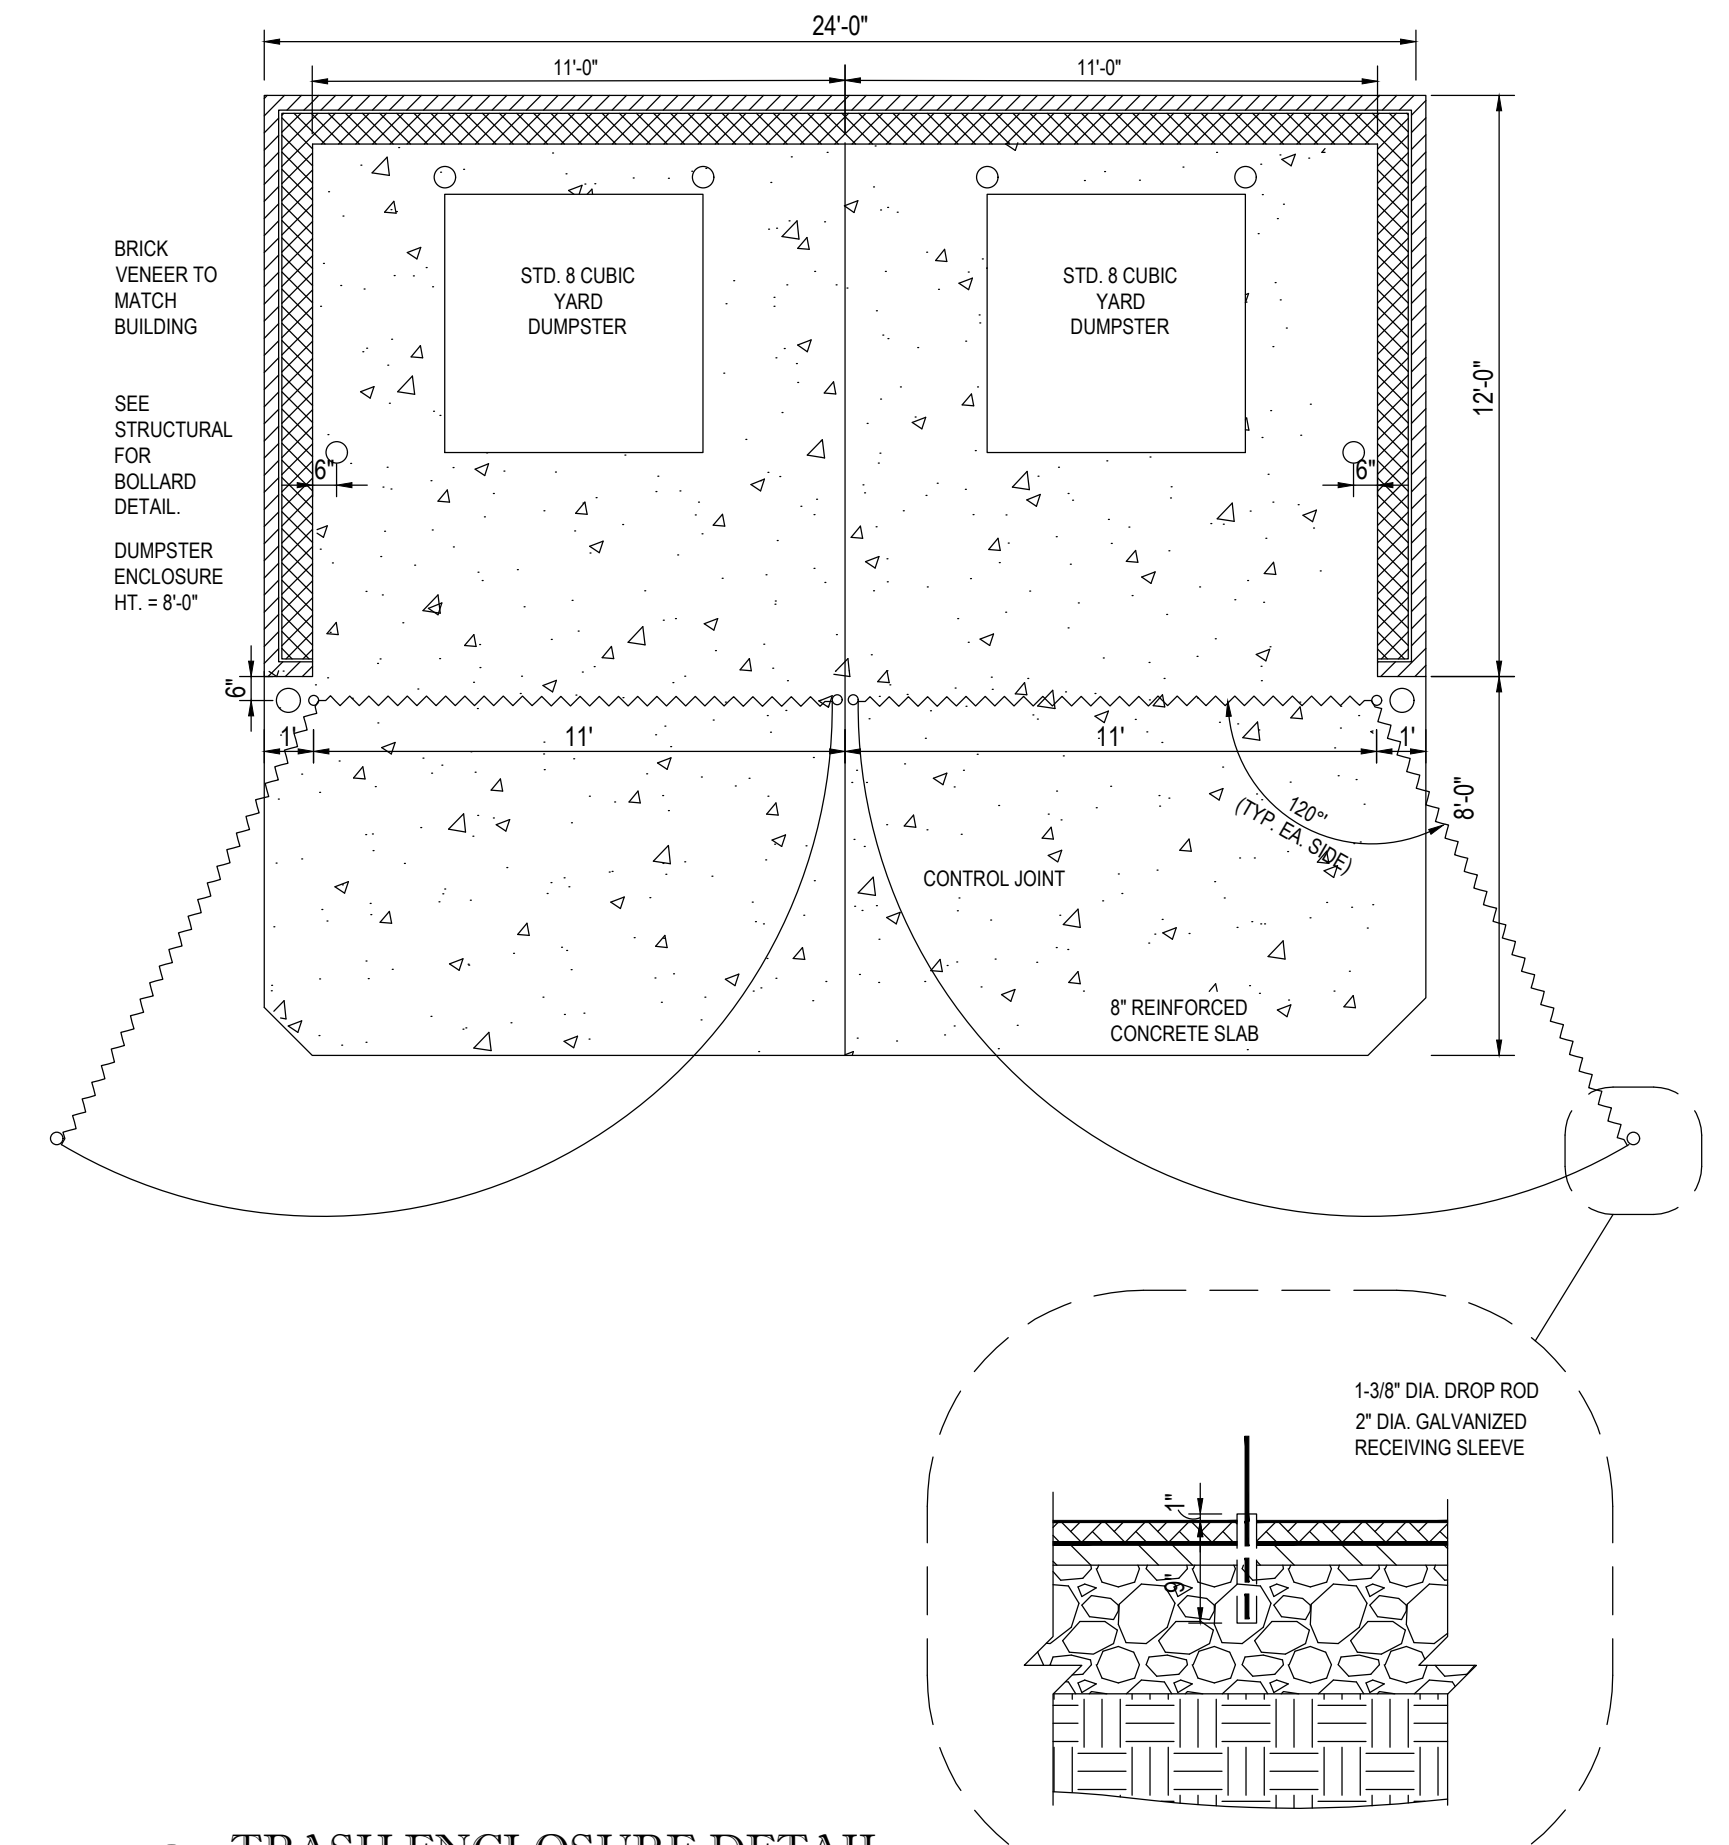 24'-0"
11'-0"
11'-0"
BRICK
VENEER TO
MATCH
BUILDING
STD. 8 CUBIC
YARD
DUMPSTER
STD. 8 CUBIC
YARD
DUMPSTER
12'-0"
SEE
STRUCTURAL
FOR
BOLLARD
DETAIL.
6"
6"
DUMPSTER
ENCLOSURE
HT. = 8'-0"
6"
1'
11'
11'
1'
8'-0"
120°'
(TYP. EA. SIDE)
CONTROL JOINT
8" REINFORCED
CONCRETE SLAB
1-3/8" DIA. DROP ROD
2" DIA. GALVANIZED
RECEIVING SLEEVE
1"
9"
TRASH ENCLOSURE DETAIL